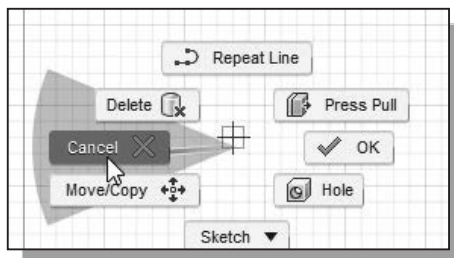 Repeat Line
Delete
Press Pull
Cancel
OK
Move/Copy
Hole
Sketch